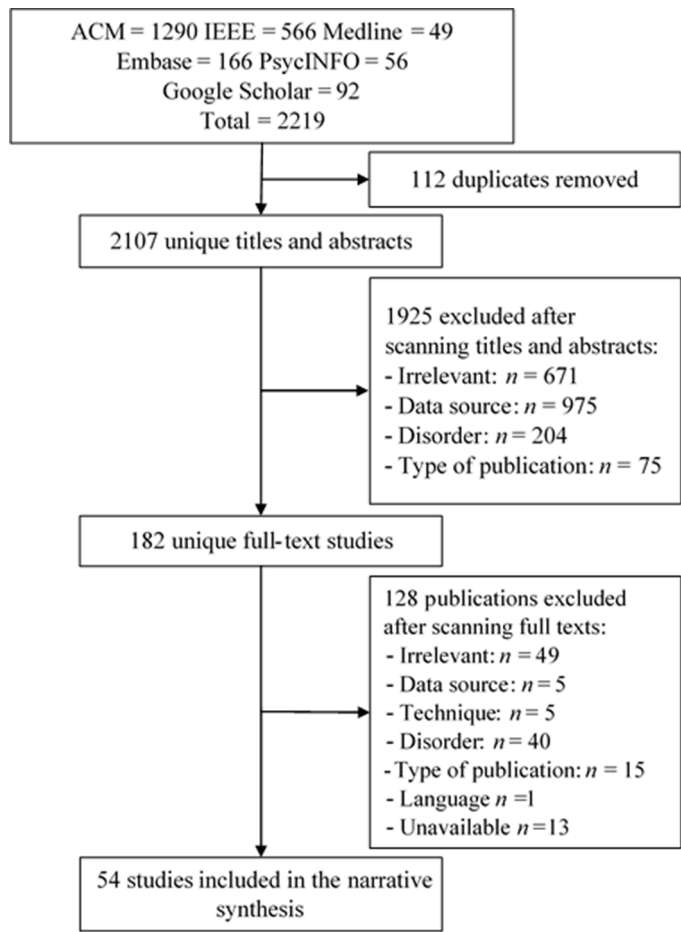 ACM = 1290 IEEE = 566 Medline = 49
Embase = 166 PsycINFO = 56
Google Scholar = 92
Total = 2219
112 duplicates removed
2107 unique titles and abstracts
1925 excluded after
scanning titles and abstracts:
- Irrelevant: n = 671
- Data source: n = 975
- Disorder: n = 204
- Type of publication: n = 75
182 unique full-text studies
128 publications excluded
after scanning full texts:
- Irrelevant: n = 49
- Data source: n = 5
- Technique: n = 5
- Disorder: n = 40
-Type of publication: n = 15
- Language n =1
- Unavailable n=13
54 studies included in the narrative
synthesis